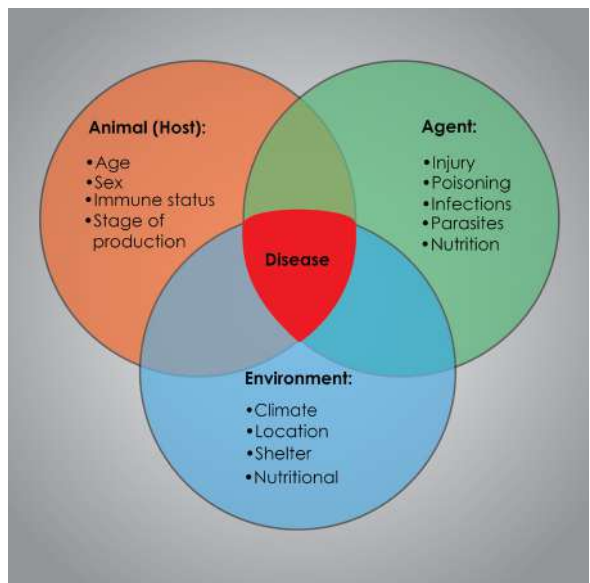 Animal (Host):
•Age
•Sex
•Immune status
•Stage of
production
Agent:
•Injury
•Poisoning
•Infections
•Parasites
•Nutrition
Disease
Environment:
•Climate
•Location
•Shelter
•Nutritional